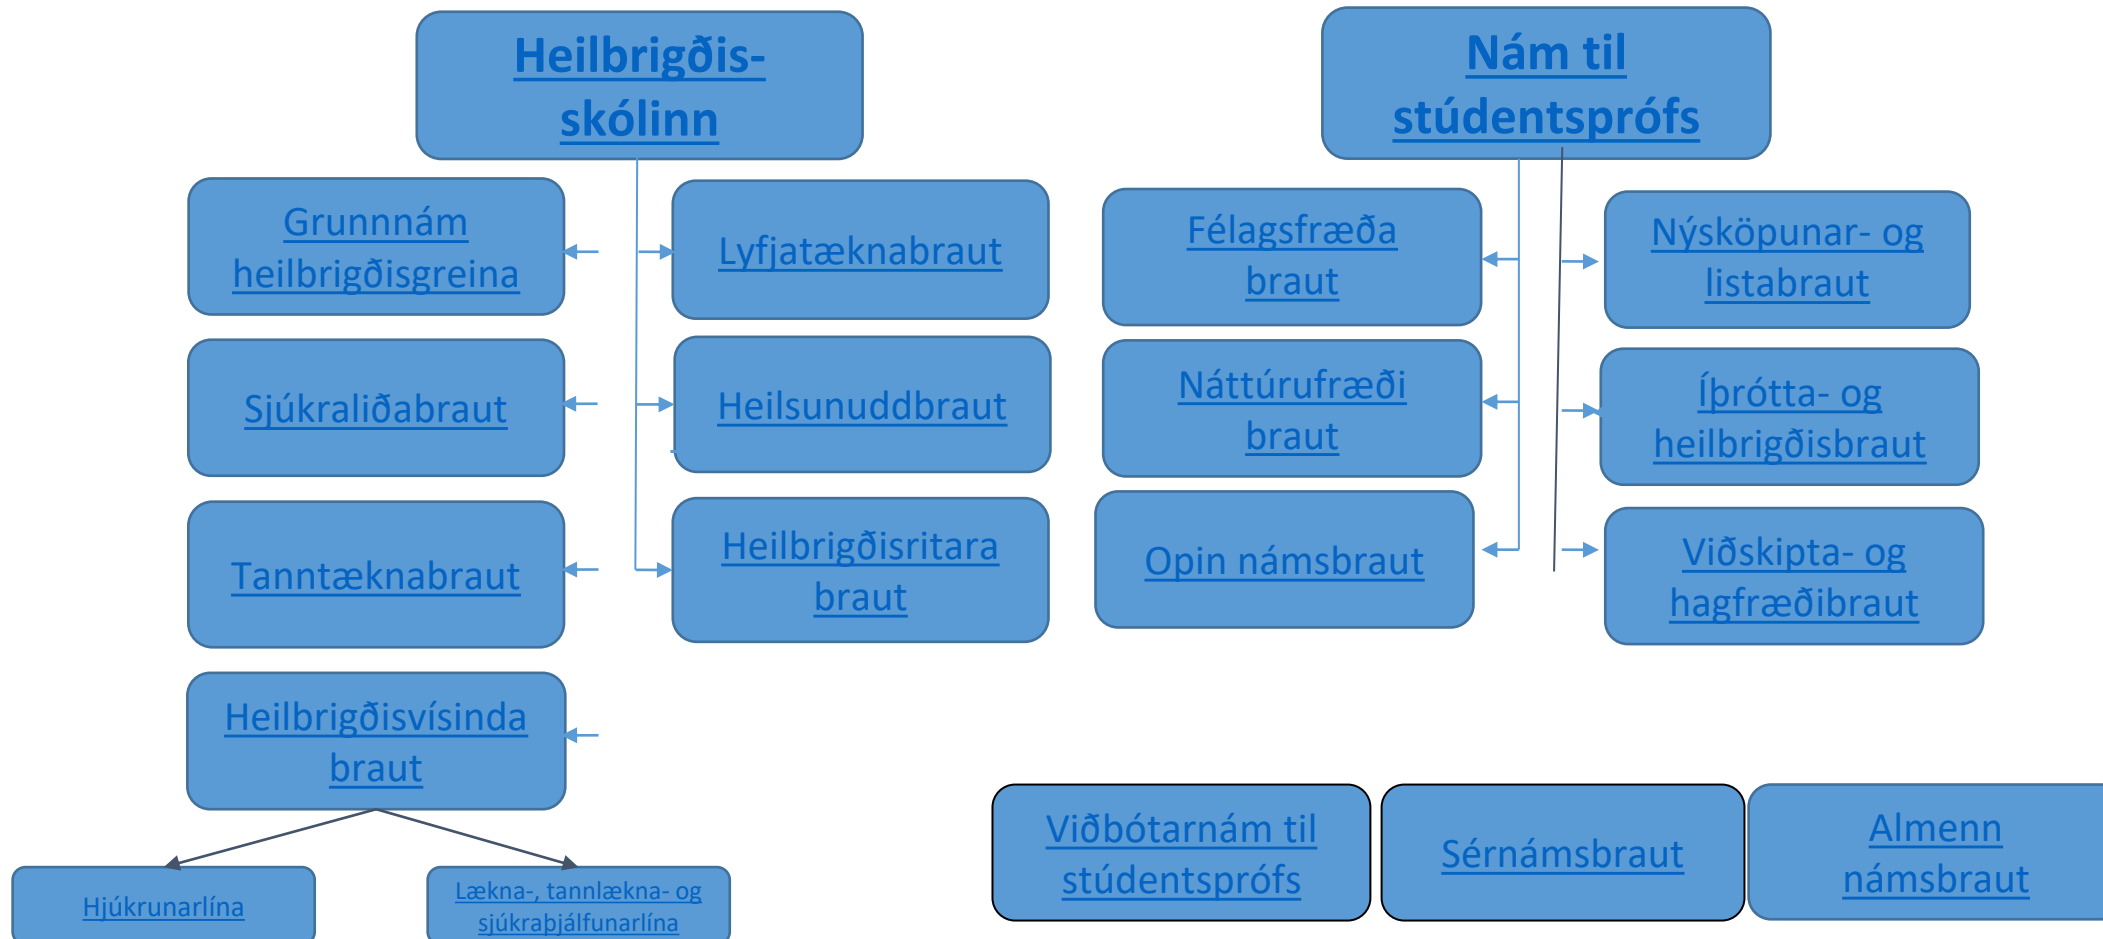 Heilbrigðis-
skólinn
Nám til
stúdentsprófs
Grunnnám
heilbrigðisgreina
Lyfjatæknabraut
Sjúkraliðabraut
Heilsunuddbraut
Tanntæknabraut
Heilbrigðisritara
braut
Heilbrigðisvísinda
braut
Hjúkrunarlína
Lækna-, tannlækna- og
sjúkraþjálfunarlína
Félagsfræða
braut
Nýsköpunar- og
listabraut
Náttúrufræði
braut
Íþrótta- og
heilbrigðisbraut
Opin námsbraut
Viðskipta- og
hagfræðibraut
Viðbótarnám til
stúdentsprófs
Sérnámsbraut
Almenn
námsbraut